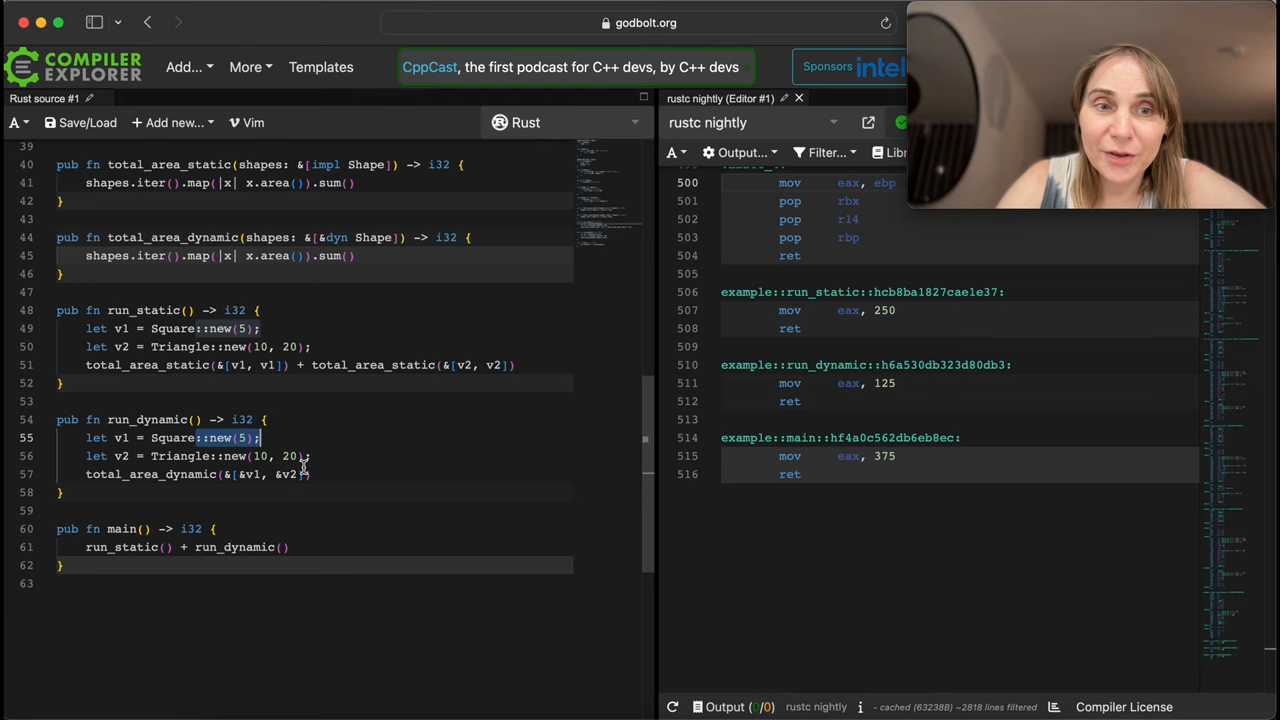 godbolt.org
COMPILER
EXPLORER
Add...
More
Templates
CppCast, the first podcast for C++ devs, by C++ devs
Sponsors
intel
Rust source #1
A
Save/Load
+ Add new...
Vim
Rust
39
40 pub fn total_area_static(shapes: &[impl Shape]) -> i32 {
41 shapes.iter().map(|x| x.area()).sum()
42 }
43
44 pub fn total_area_dynamic(shapes: &[&dyn Shape]) -> i32 {
45 shapes.iter().map(|x| x.area()).sum()
46 }
47
48 pub fn run_static() -> i32 {
49 let v1 = Square::new(5);
50 let v2 = Triangle::new(10, 20);
51 total_area_static(&[v1, v1]) + total_area_static(&[v2, v2])
52 }
53
54 pub fn run_dynamic() -> i32 {
55 let v1 = Square::new(5);
56 let v2 = Triangle::new(10, 20);
57 total_area_dynamic(&[&v1, &v2])
58 }
59
60 pub fn main() -> i32 {
61 run_static() + run_dynamic()
62 }
63
rustc nightly (Editor #1)
rustc nightly
A
Output...
Filter...
Libr
500 mov eax, ebp
501 pop rbx
502 pop r14
503 pop rbp
504 ret
505
506 example::run_static::hcb8ba1827cae1e37:
507 mov eax, 250
508 ret
509
510 example::run_dynamic::h6a530db323d80db3:
511 mov eax, 125
512 ret
513
514 example::main::hf4a0c562db6eb8ec:
515 mov eax, 375
516 ret
Output (0/0) rustc nightly i - cached (63238B) ~2818 lines filtered Compiler License